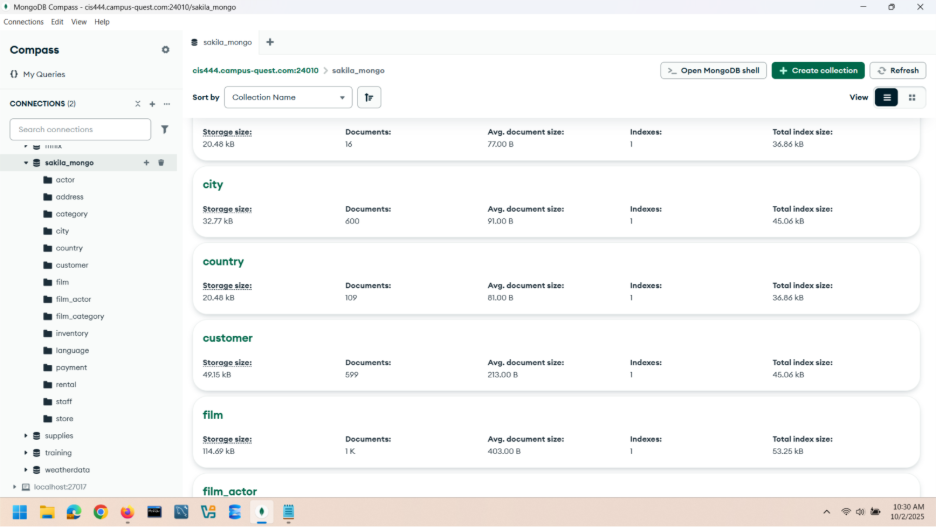 MongoDB Compass - cis444.campus-quest.com:24010/sakila_mongo
Connections Edit View Help
Compass
{} My Queries
CONNECTIONS (2)
Search connections
sakila_mongo
actor
address
category
city
country
customer
film
film_actor
film_category
inventory
language
payment
rental
staff
store
supplies
training
weatherdata
localhost:27017
sakila_mongo
cis444.campus-quest.com:24010 > sakila_mongo
>_ Open MongoDB shell
+ Create collection
Refresh
Sort by Collection Name
View
Storage size: Documents: Avg. document size: Indexes: Total index size:
20.48 kB 16 77.00 B 1 36.86 kB
city
Storage size: Documents: Avg. document size: Indexes: Total index size:
32.77 kB 600 91.00 B 1 45.06 kB
country
Storage size: Documents: Avg. document size: Indexes: Total index size:
20.48 kB 109 81.00 B 1 36.86 kB
customer
Storage size: Documents: Avg. document size: Indexes: Total index size:
49.15 kB 599 213.00 B 1 45.06 kB
film
Storage size: Documents: Avg. document size: Indexes: Total index size:
114.69 kB 1 K 403.00 B 1 53.25 kB
film_actor
10:30 AM
10/2/2025